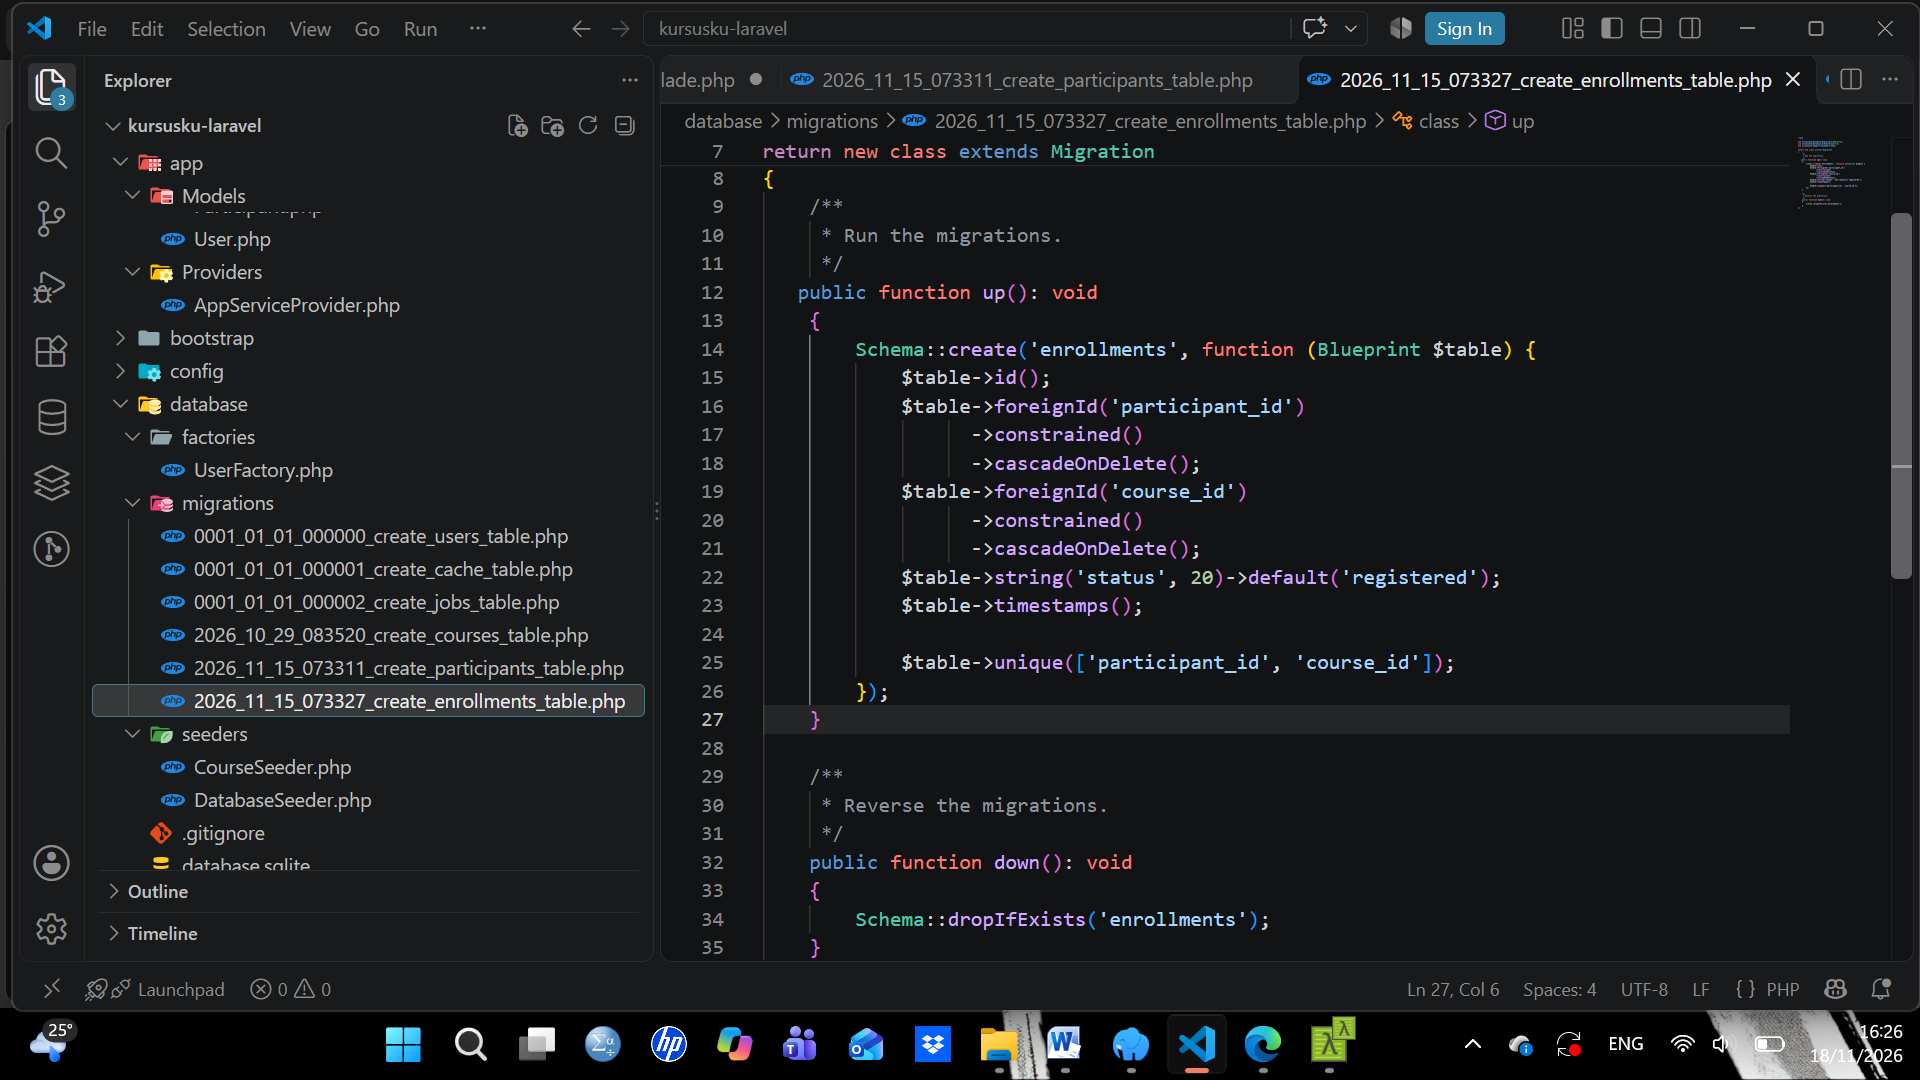 File Edit Selection View Go Run ···
kursusku-laravel
Sign In
Explorer
3
kursusku-laravel
app
Models
Participant.php
User.php
Providers
AppServiceProvider.php
bootstrap
config
database
factories
UserFactory.php
migrations
0001_01_01_000000_create_users_table.php
0001_01_01_000001_create_cache_table.php
0001_01_01_000002_create_jobs_table.php
2026_10_29_083520_create_courses_table.php
2026_11_15_073311_create_participants_table.php
2026_11_15_073327_create_enrollments_table.php
seeders
CourseSeeder.php
DatabaseSeeder.php
.gitignore
database.sqlite
Outline
Timeline
lade.php
2026_11_15_073311_create_participants_table.php
2026_11_15_073327_create_enrollments_table.php
database > migrations > 2026_11_15_073327_create_enrollments_table.php > class > up
7 return new class extends Migration
8 {
9 /**
10 * Run the migrations.
11 */
12 public function up(): void
13 {
14 Schema::create('enrollments', function (Blueprint $table) {
15 $table->id();
16 $table->foreignId('participant_id')
17 ->constrained()
18 ->cascadeOnDelete();
19 $table->foreignId('course_id')
20 ->constrained()
21 ->cascadeOnDelete();
22 $table->string('status', 20)->default('registered');
23 $table->timestamps();
24
25 $table->unique(['participant_id', 'course_id']);
26 });
27 }
28
29 /**
30 * Reverse the migrations.
31 */
32 public function down(): void
33 {
34 Schema::dropIfExists('enrollments');
35 }
Launchpad 0 0
Ln 27, Col 6 Spaces: 4 UTF-8 LF { } PHP
25°
ENG
16:26
18/11/2026